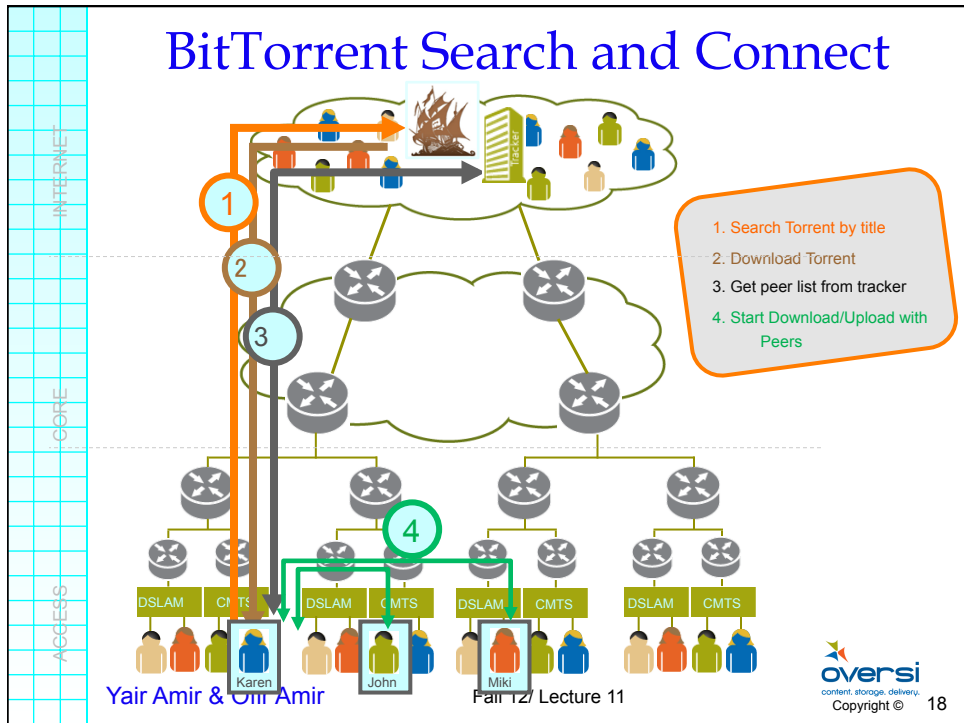 BitTorrent Search and Connect
INTERNET
Tracker
1
1. Search Torrent by title
2. Download Torrent
3. Get peer list from tracker
4. Start Download/Upload with
Peers
2
3
CORE
4
ACCESS
DSLAM CMTS DSLAM CMTS DSLAM CMTS DSLAM CMTS
Karen John Miki
Yair Amir & Ofir Amir Fall 12/ Lecture 11
oversi
content. storage. delivery.
Copyright © 18